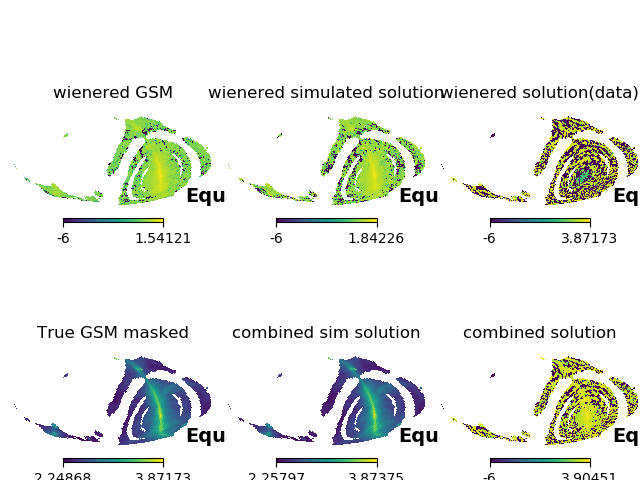 wienered GSM
wienered simulated solution
wienered solution(data)
Equ
Equ
Eq
-6
1.54121
-6
1.84226
-6
3.87173
True GSM masked
combined sim solution
combined solution
Equ
Equ
Eq
2.24868
3.87173
2.25797
3.87375
-6
3.90451